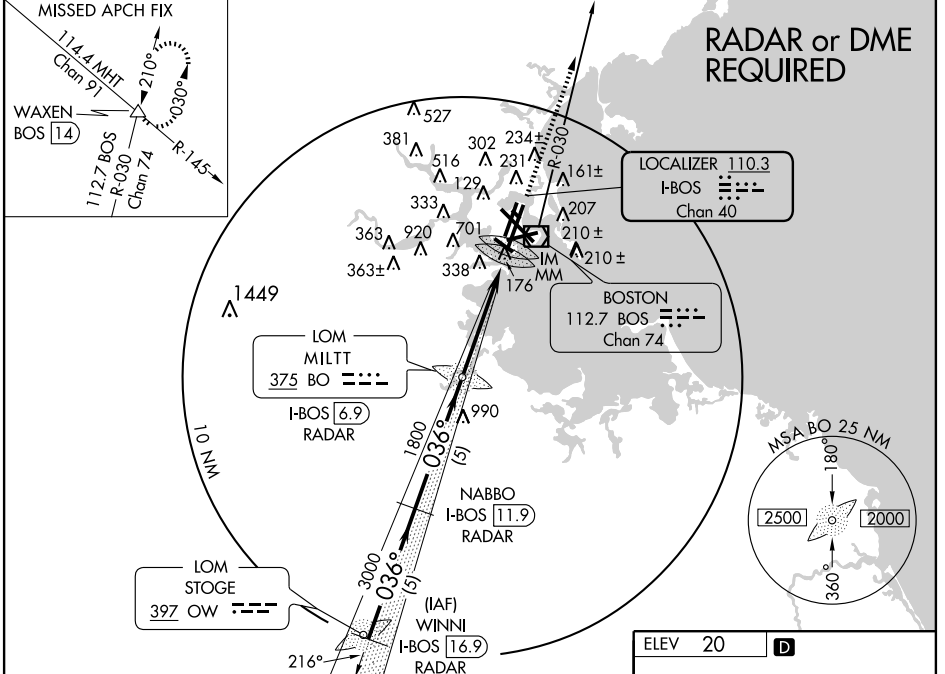 MISSED APCH FIX
114.4 MHT
Chan 91
210°
030°
WAXEN
BOS 14
R-145
112.7 BOS
R-030
Chan 74
RADAR or DME
REQUIRED
527
381
302
234±
R-030
516
231
129
161±
LOCALIZER 110.3
I-BOS
Chan 40
333
207
363
920
701
210 ±
363±
338
IM
MM
210 ±
176
1449
BOSTON
112.7 BOS
Chan 74
LOM
MILTT
375 BO
I-BOS 6.9
RADAR
990
1800
036°
(5)
10 NM
MSA BO 25 NM
180°
2500
2000
360°
NABBO
I-BOS 11.9
RADAR
3000
036°
(5)
LOM
STOGE
397 OW
(IAF)
WINNI
I-BOS 16.9
RADAR
216°
ELEV 20 D